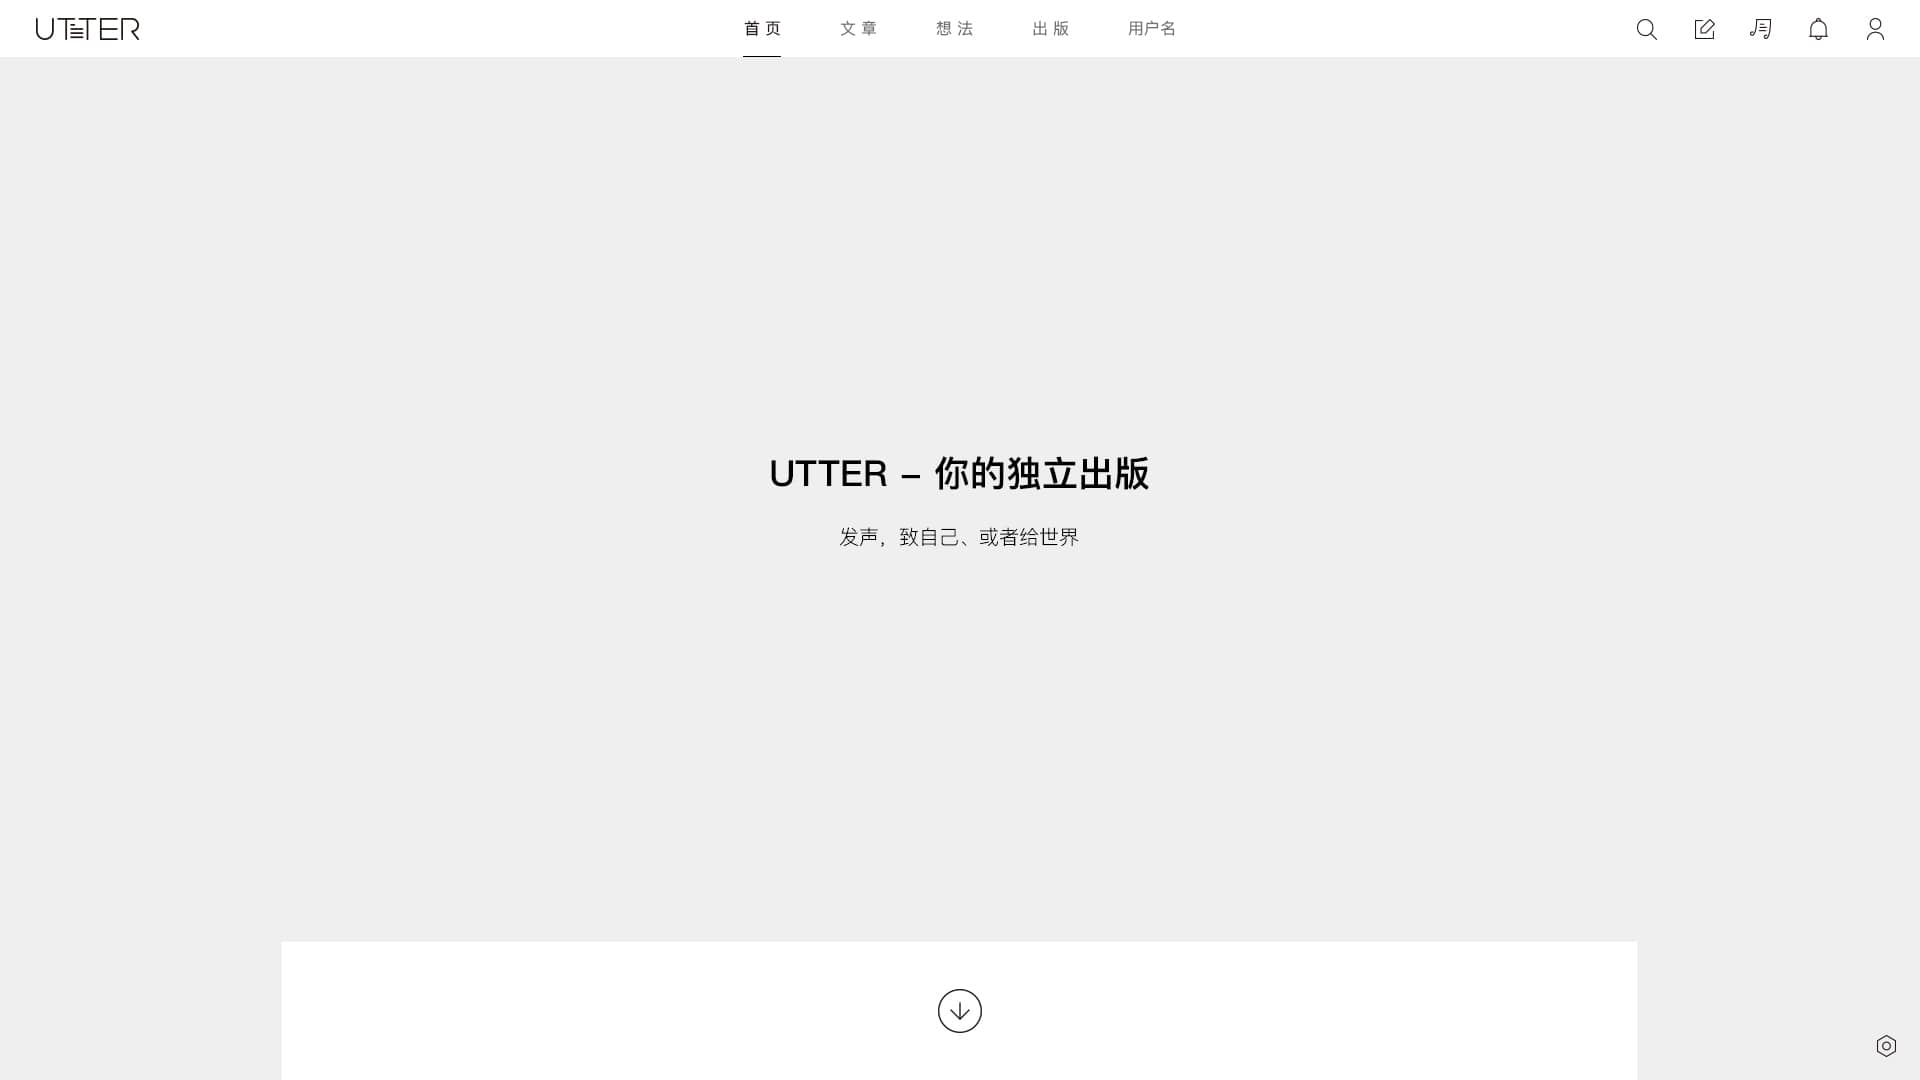 UTTER
首页
文章
想法
出版
用户名
UTTER – 你的独立出版
发声，致自己、或者给世界